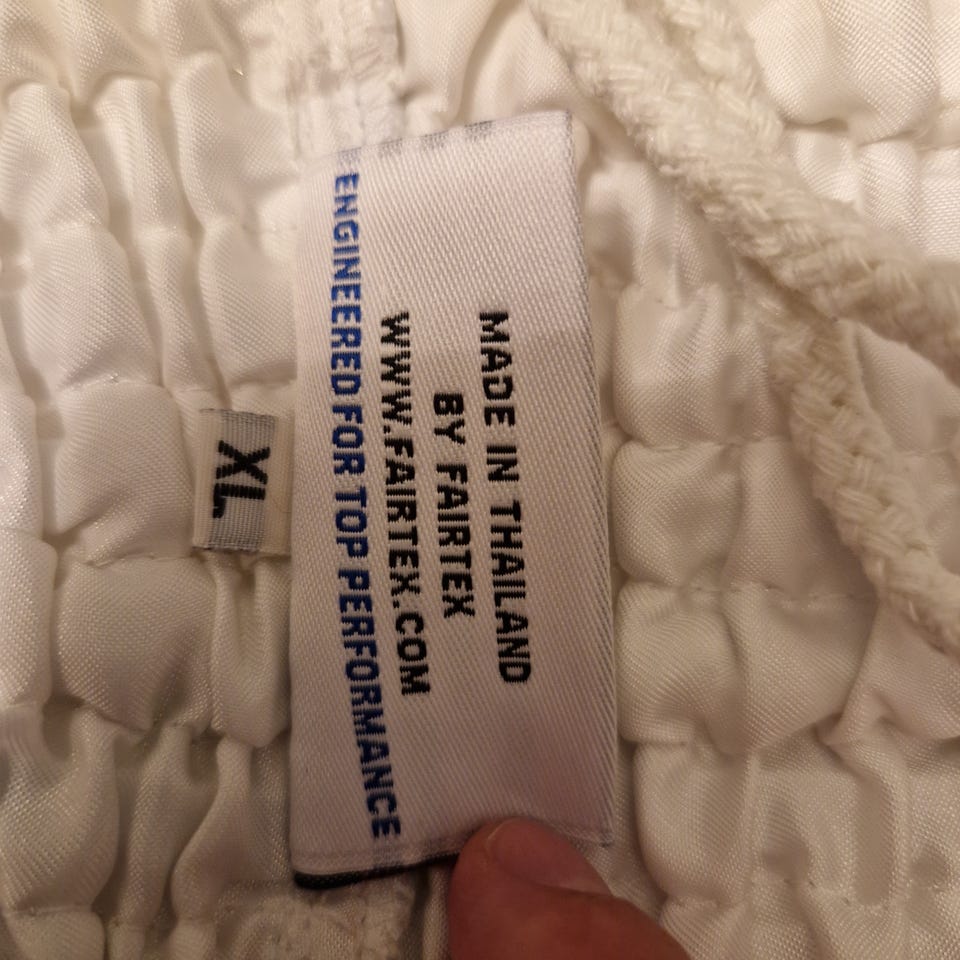 MADE IN THAILAND
BY FAIRTEX
WWW.FAIRTEX.COM
ENGINEERED FOR TOP PERFORMANCE
XL